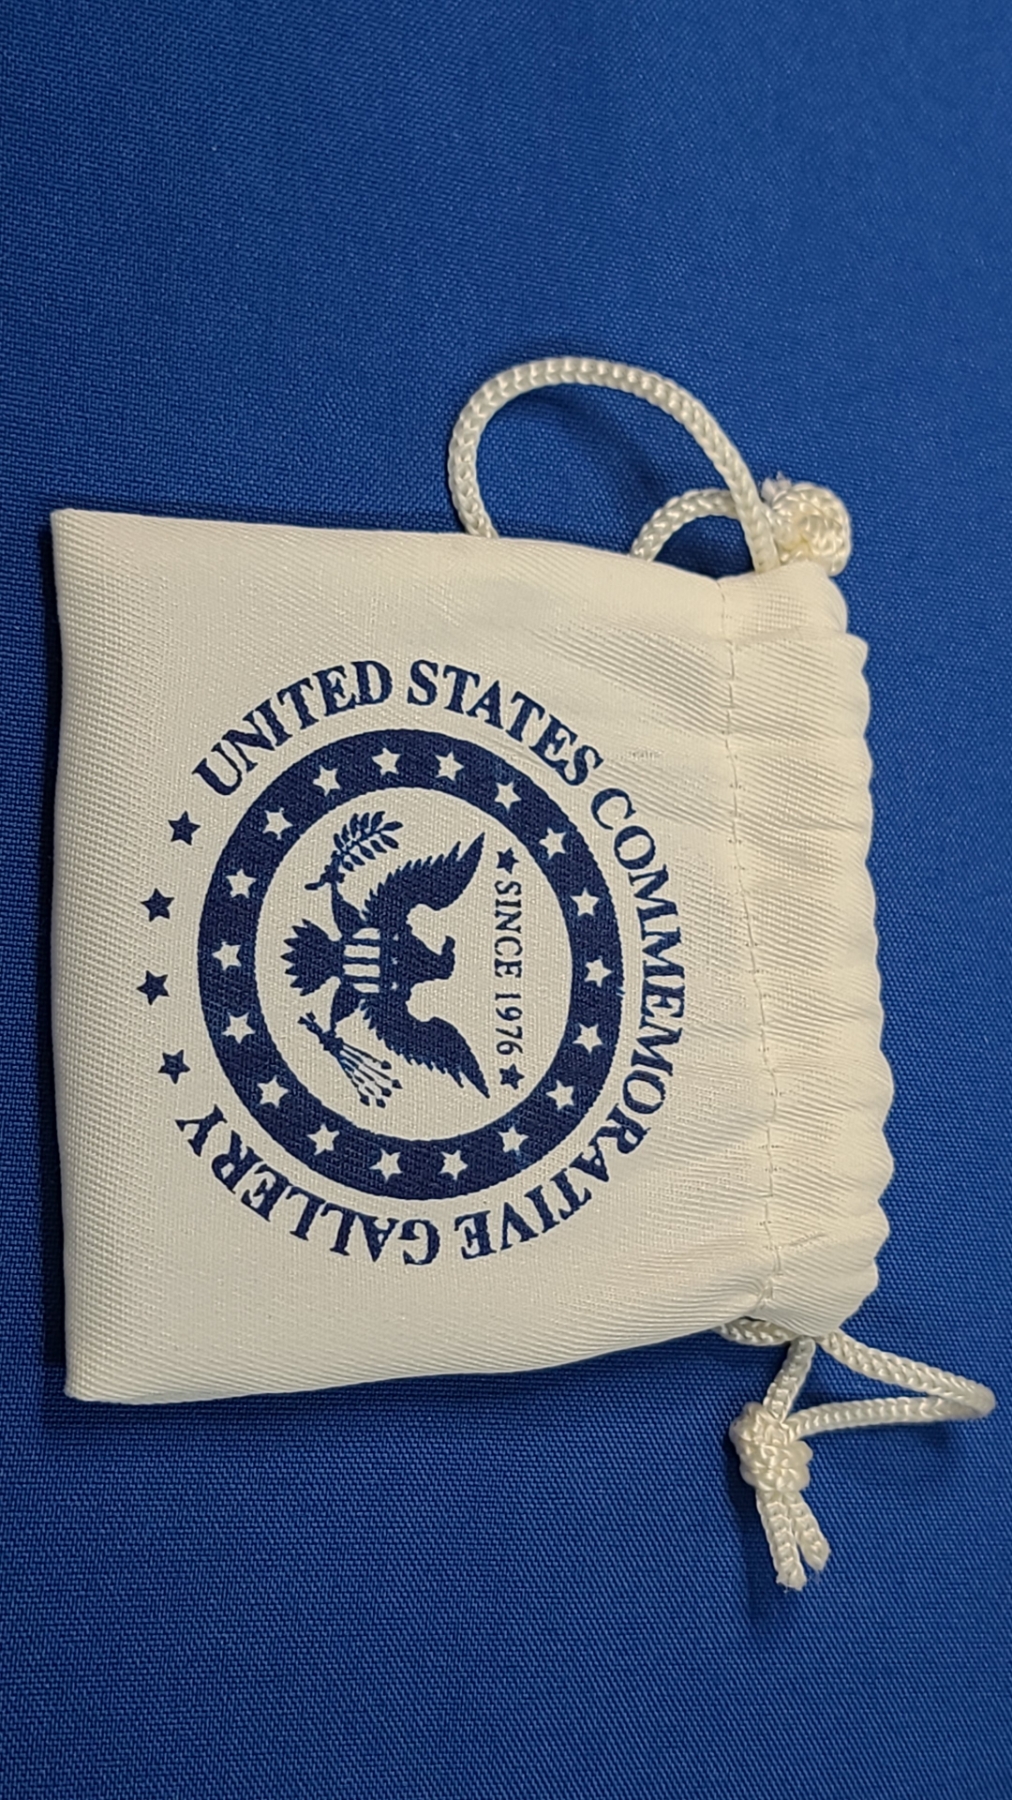 UNITED STATES COMMEMORATIVE GALLERY
SINCE 1976